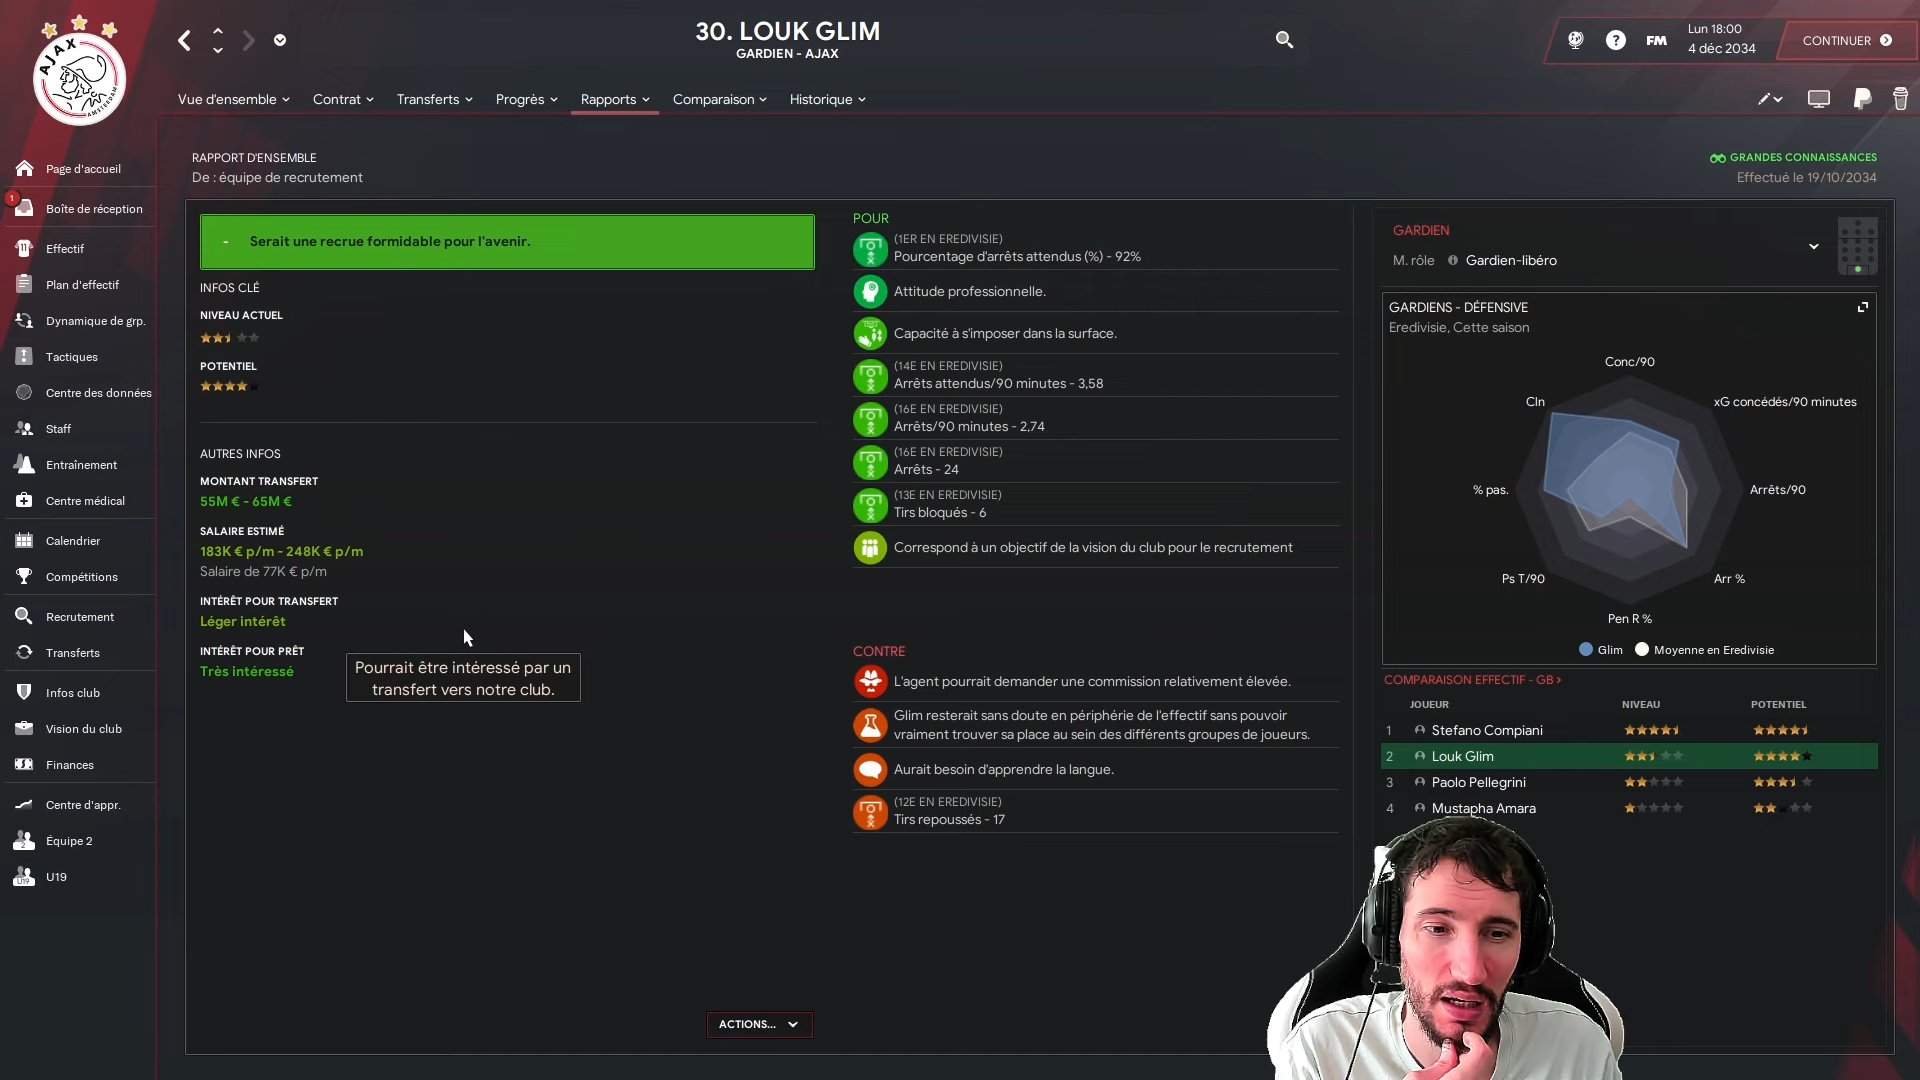 AJAX
AMSTERDAM
30. LOUK GLIM
GARDIEN - AJAX
FM
Lun 18:00
4 déc 2034
CONTINUER
Vue d'ensemble
Contrat
Transferts
Progrès
Rapports
Comparaison
Historique
1
Page d'accueil
Boîte de réception
Effectif
Plan d'effectif
Dynamique de grp.
Tactiques
Centre des données
Staff
Entraînement
Centre médical
Calendrier
Compétitions
Recrutement
Transferts
Infos club
Vision du club
Finances
Centre d'appr.
Équipe 2
U19
RAPPORT D'ENSEMBLE
De : équipe de recrutement
GRANDES CONNAISSANCES
Effectué le 19/10/2034
- Serait une recrue formidable pour l'avenir.
INFOS CLÉ
NIVEAU ACTUEL
POTENTIEL
AUTRES INFOS
MONTANT TRANSFERT
55M € - 65M €
SALAIRE ESTIMÉ
183K € p/m - 248K € p/m
Salaire de 77K € p/m
INTÉRÊT POUR TRANSFERT
Léger intérêt
INTÉRÊT POUR PRÊT
Très intéressé
Pourrait être intéressé par un
transfert vers notre club.
ACTIONS...
POUR
(1ER EN EREDIVISIE)
Pourcentage d'arrêts attendus (%) - 92%
Attitude professionnelle.
Capacité à s'imposer dans la surface.
(14E EN EREDIVISIE)
Arrêts attendus/90 minutes - 3,58
(16E EN EREDIVISIE)
Arrêts/90 minutes - 2,74
(16E EN EREDIVISIE)
Arrêts - 24
(13E EN EREDIVISIE)
Tirs bloqués - 6
Correspond à un objectif de la vision du club pour le recrutement
CONTRE
L'agent pourrait demander une commission relativement élevée.
Glim resterait sans doute en périphérie de l'effectif sans pouvoir
vraiment trouver sa place au sein des différents groupes de joueurs.
Aurait besoin d'apprendre la langue.
(12E EN EREDIVISIE)
Tirs repoussés - 17
GARDIEN
M. rôle Gardien-libéro
GARDIENS - DÉFENSIVE
Eredivisie, Cette saison
Conc/90
Cln
xG concédés/90 minutes
% pas.
Arrêts/90
Ps T/90
Arr %
Pen R %
Glim
Moyenne en Eredivisie
COMPARAISON EFFECTIF - GB >
JOUEUR NIVEAU POTENTIEL
1 Stefano Compiani
2 Louk Glim
3 Paolo Pellegrini
4 Mustapha Amara